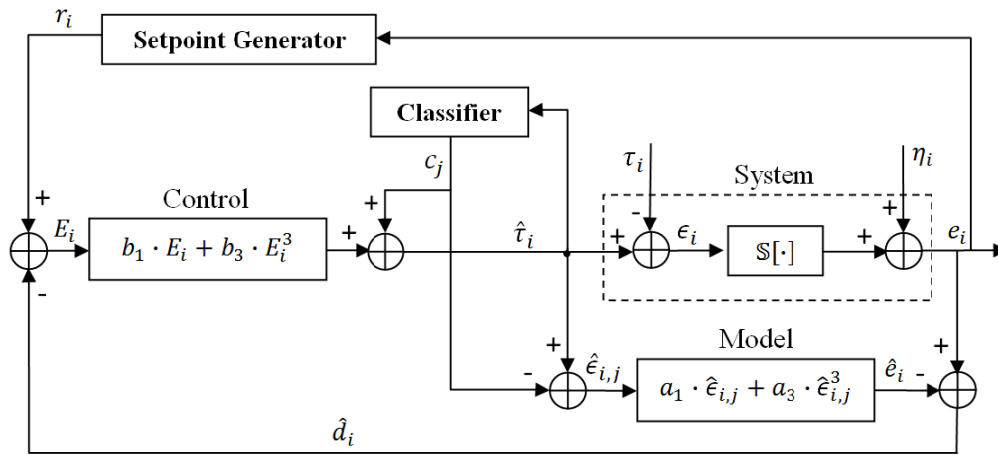 r_i
Setpoint Generator
Classifier
c_j
τ_i
η_i
System
Control
+
+
-
+
E_i
b_1 · E_i + b_3 · E_i^3
+
τ̂_i
+
ϵ_i
𝕊[·]
+
e_i
-
Model
+
+
-
ϵ̂_{i,j}
a_1 · ϵ̂_{i,j} + a_3 · ϵ̂_{i,j}^3
ê_i
-
d̂_i